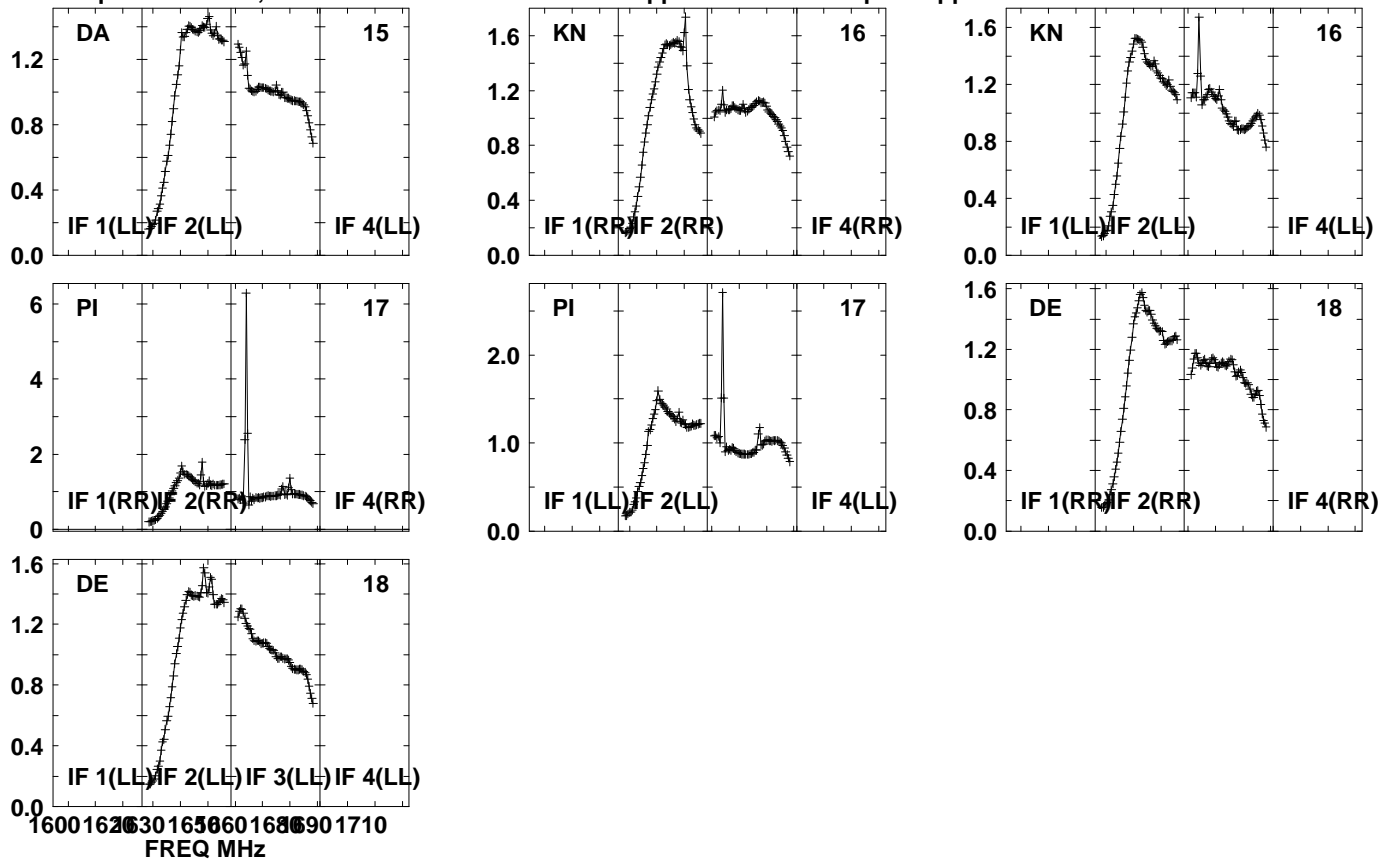 DA 15
1.2
0.8
0.4
0.0
IF 1(LL) IF 2(LL) IF 4(LL)
KN 16
1.6
1.2
0.8
0.4
0.0
IF 1(RR) IF 2(RR) IF 4(RR)
KN 16
1.6
1.2
0.8
0.4
0.0
IF 1(LL) IF 2(LL) IF 4(LL)
PI 17
6
4
2
0
IF 1(RR) IF 2(RR) IF 4(RR)
PI 17
2.0
1.0
0.0
IF 1(LL) IF 2(LL) IF 4(LL)
DE 18
1.6
1.2
0.8
0.4
0.0
IF 1(RR) IF 2(RR) IF 4(RR)
DE 18
1.6
1.2
0.8
0.4
0.0
IF 1(LL) IF 2(LL) IF 3(LL) IF 4(LL)
1600 1620 1630 1650 1660 1680 1690 1710
FREQ MHz